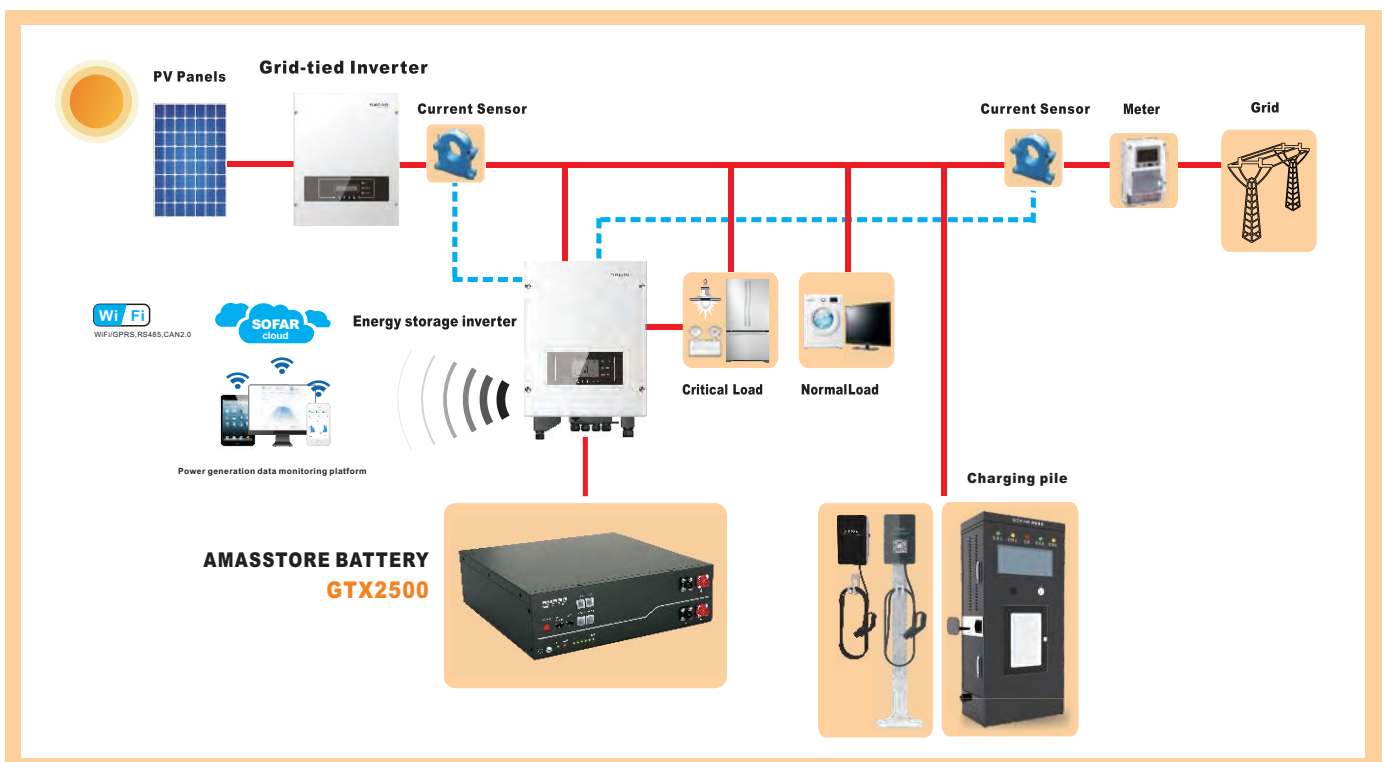 PV Panels
Grid-tied Inverter
Current Sensor
Current Sensor
Meter
Grid
Wi Fi
WiFi/GPRS,RS485,CAN2.0
SOFAR
cloud
Energy storage inverter
Critical Load
NormalLoad
Power generation data monitoring platform
Charging pile
AMASSTORE BATTERY
GTX2500